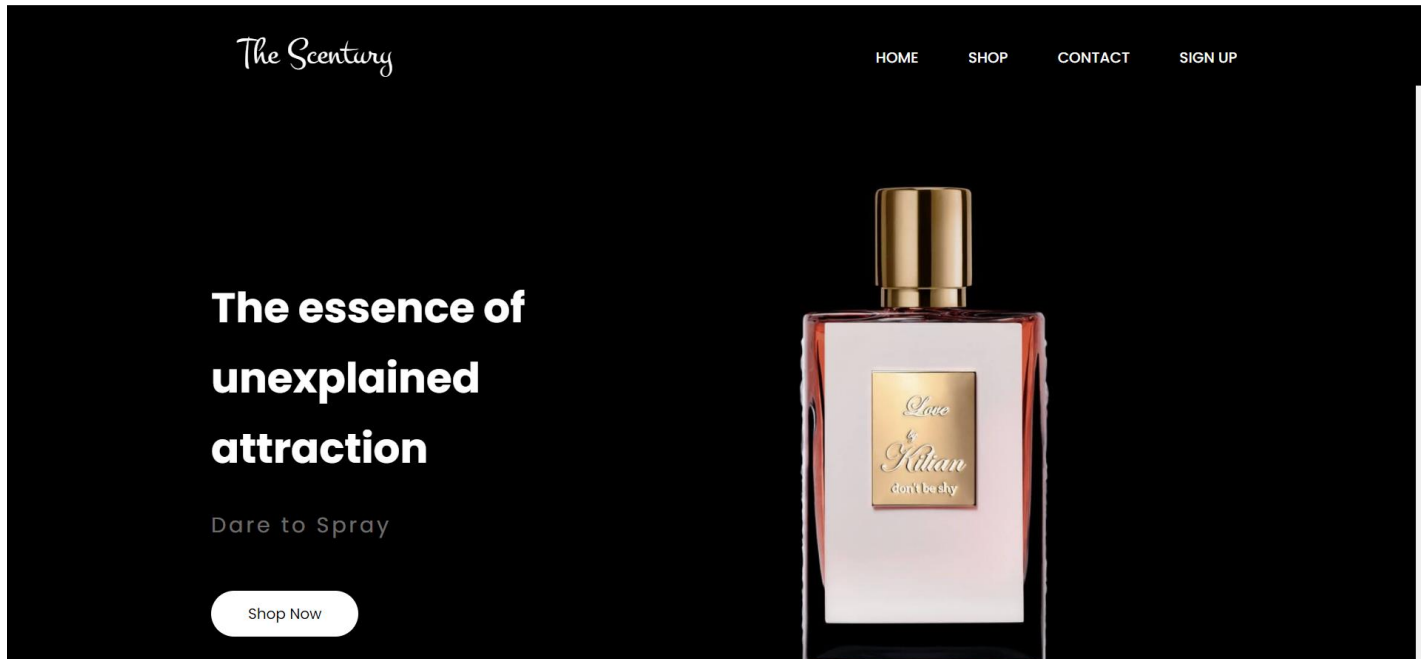 The Scentury
HOME SHOP CONTACT SIGN UP
The essence of
unexplained
attraction
Dare to Spray
Shop Now
Love
by
Kilian
don't be shy